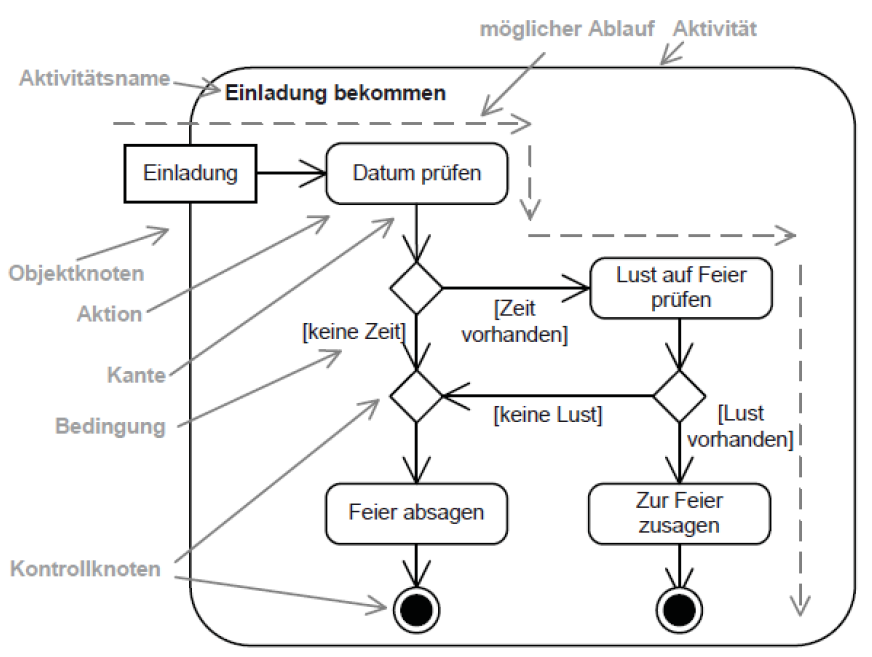 möglicher Ablauf Aktivität
Aktivitätsname
Einladung bekommen
Einladung
Datum prüfen
Objektknoten
Lust auf Feier
prüfen
Aktion
[Zeit
vorhanden]
[keine Zeit]
Kante
Bedingung
[keine Lust]
[Lust
vorhanden]
Feier absagen
Zur Feier
zusagen
Kontrollknoten